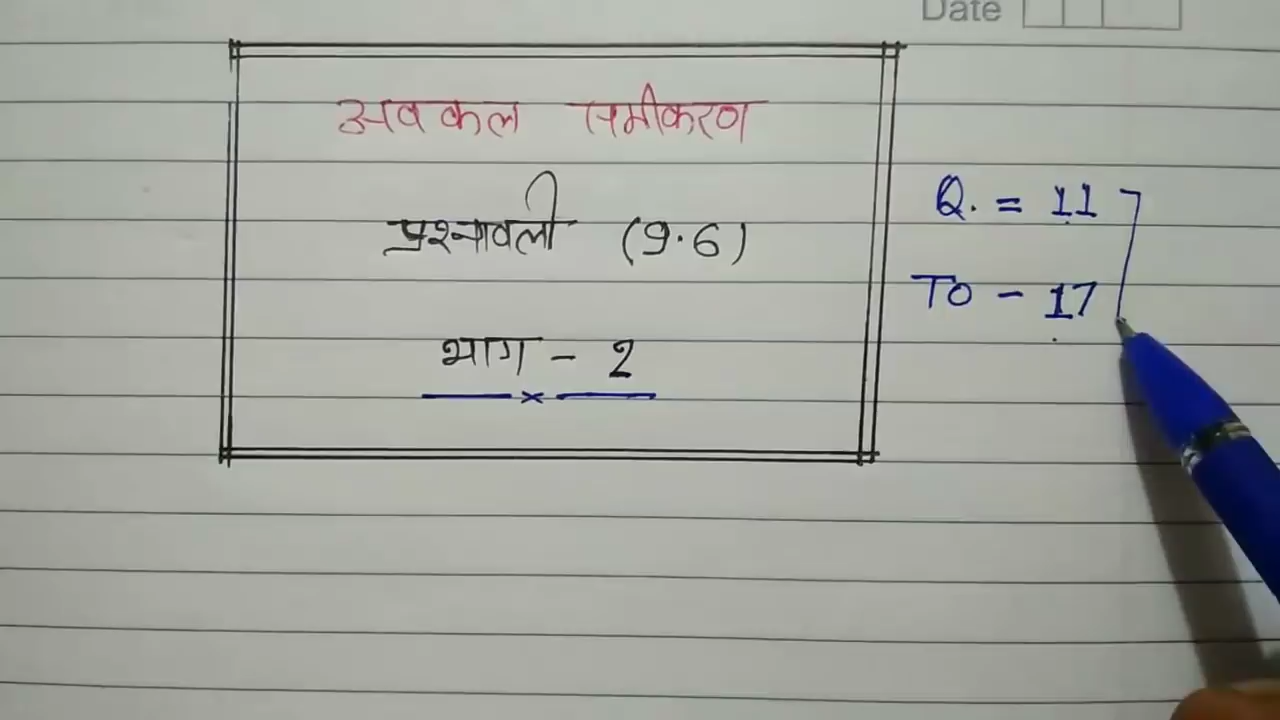 Date
अवकल समीकरण
प्रश्नावली (9.6)
भाग - 2
Q. = 11
TO - 17